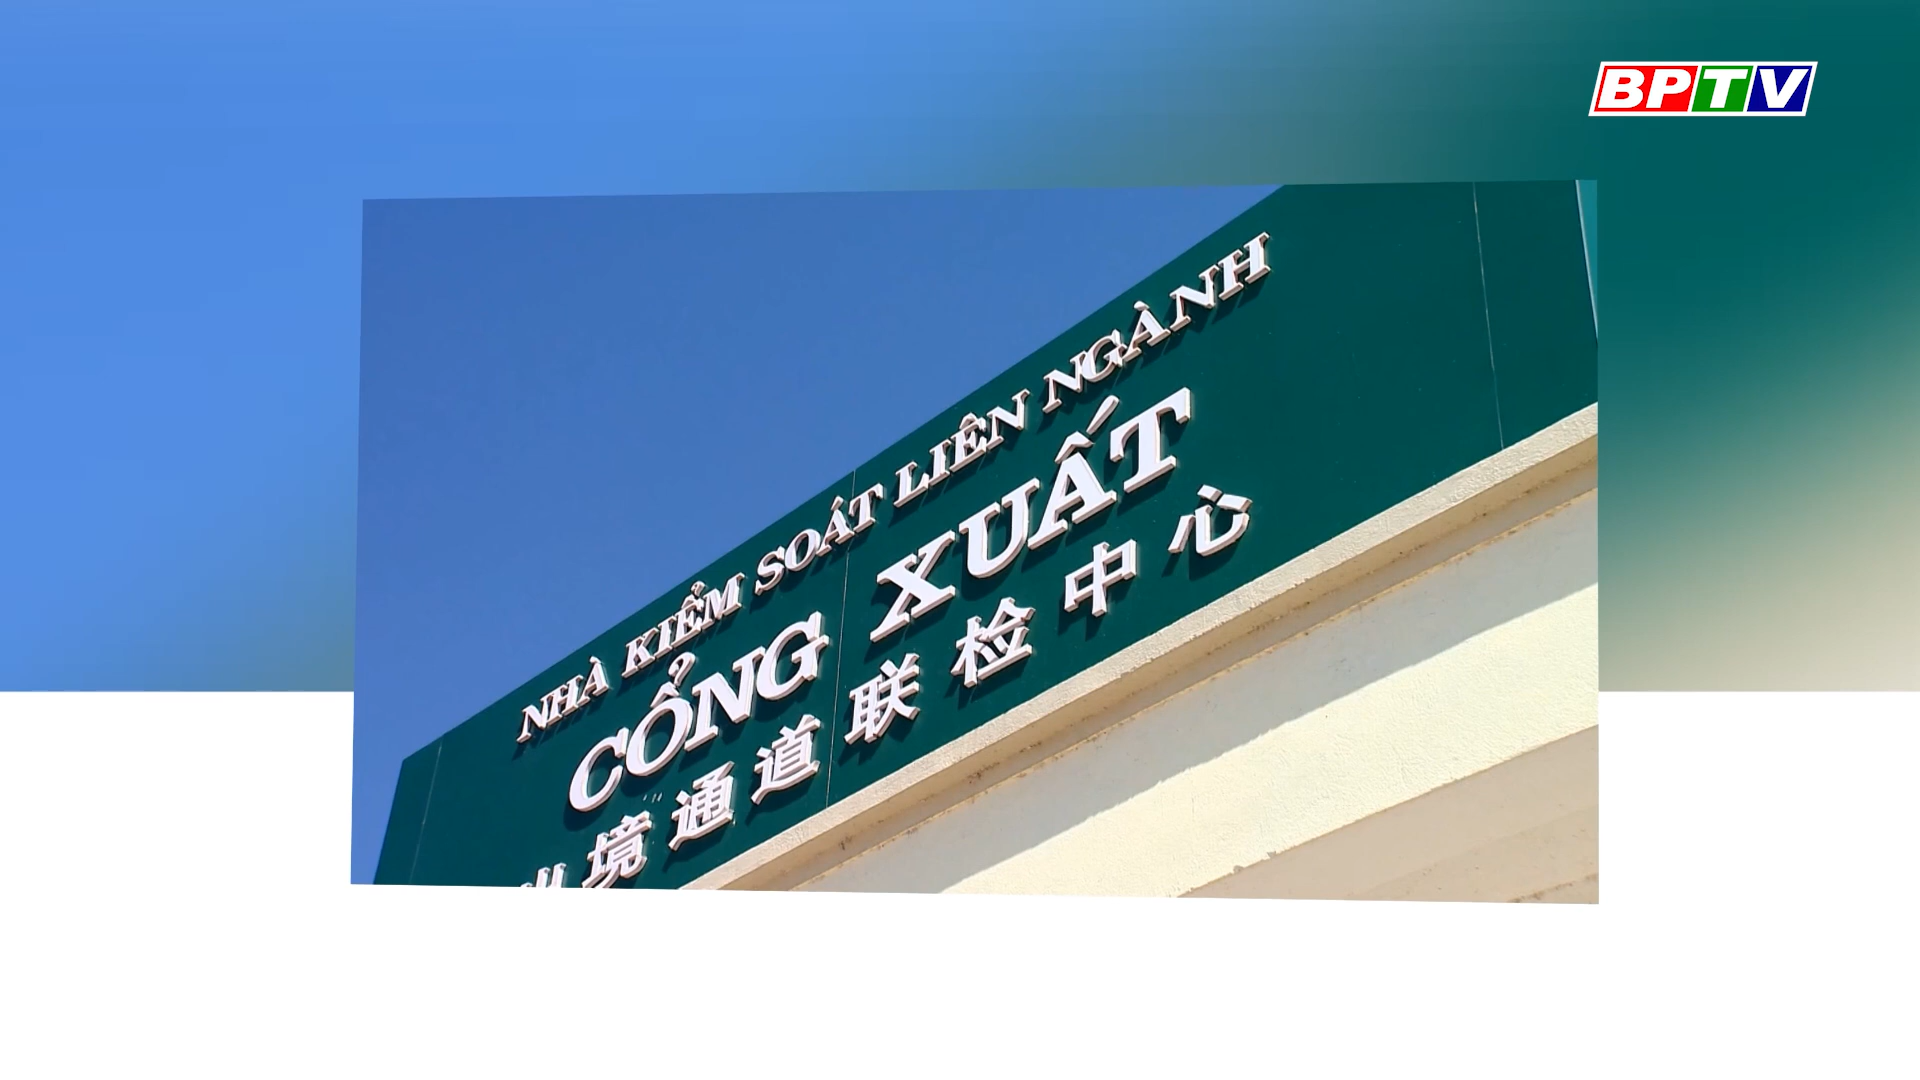 BPTV
NHÀ KIỂM SOÁT LIÊN NGÀNH
CỔNG XUẤT
境通道联检中心